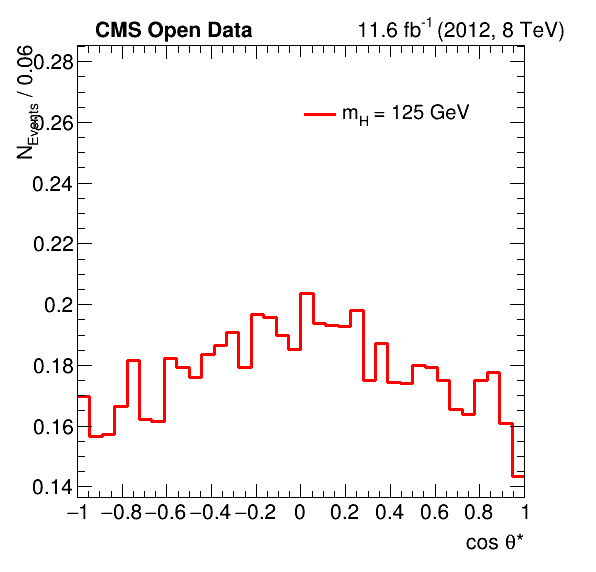 CMS Open Data
11.6 fb⁻¹ (2012, 8 TeV)
N_Events / 0.06
m_H = 125 GeV
0.28
0.26
0.24
0.22
0.2
0.18
0.16
0.14
−1 −0.8 −0.6 −0.4 −0.2 0 0.2 0.4 0.6 0.8 1
cos θ*